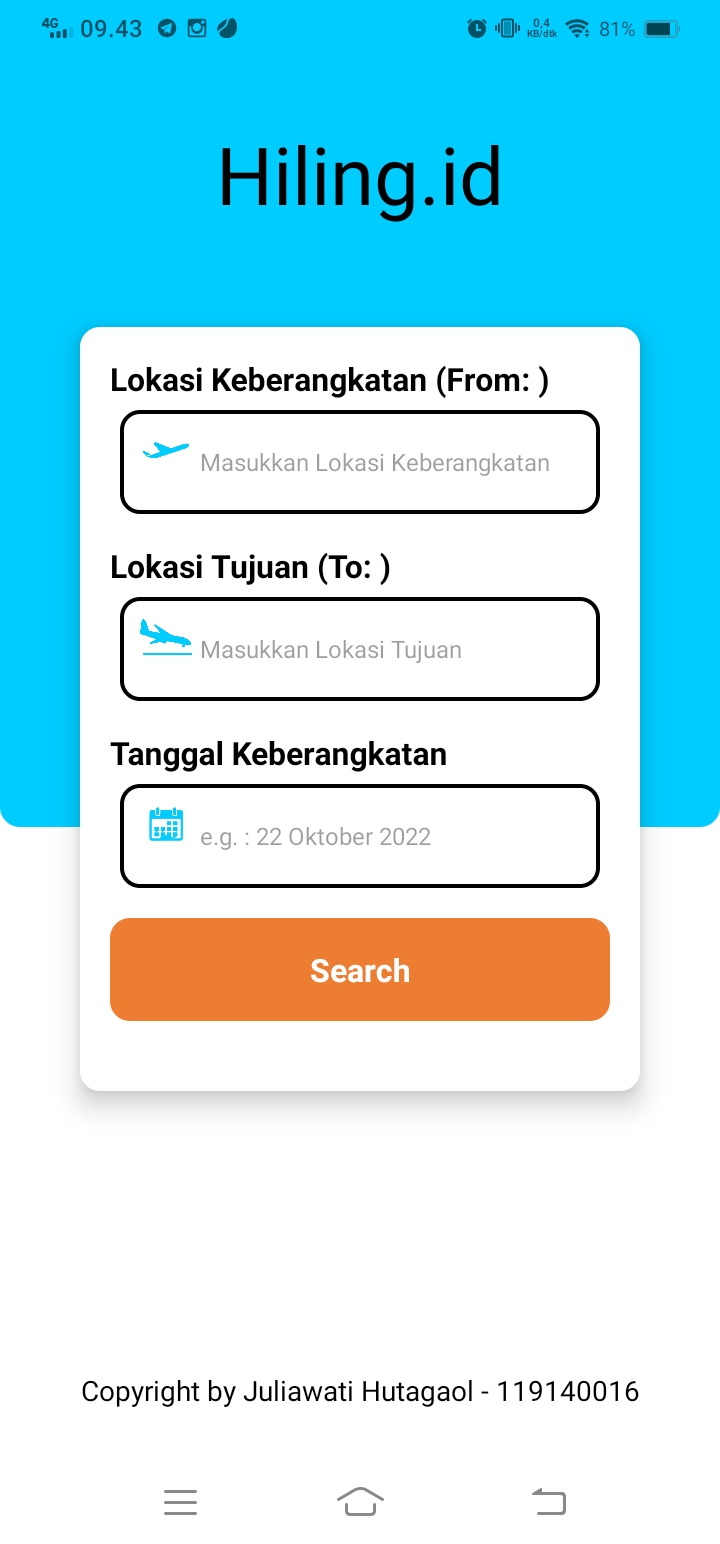 4G 09.43 0,4 KB/dtk 81%
Hiling.id
Lokasi Keberangkatan (From: )
Masukkan Lokasi Keberangkatan
Lokasi Tujuan (To: )
Masukkan Lokasi Tujuan
Tanggal Keberangkatan
e.g. : 22 Oktober 2022
Search
Copyright by Juliawati Hutagaol - 119140016